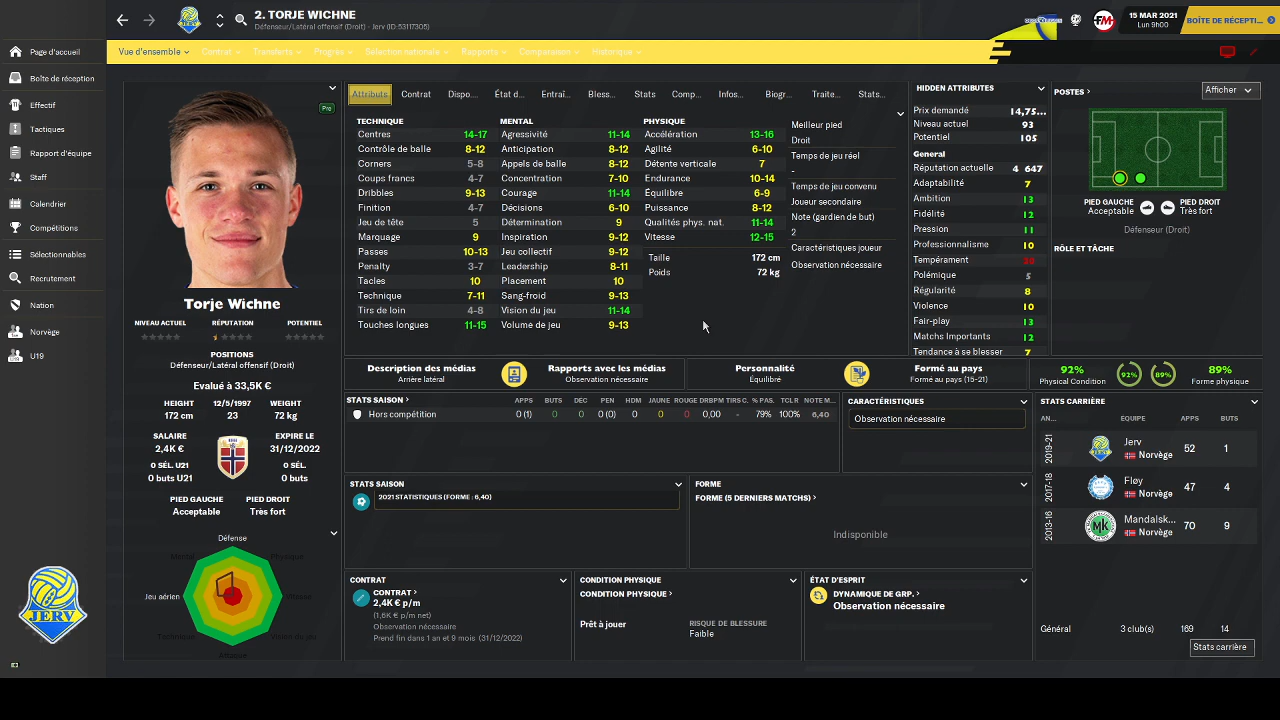 2. TORJE WICHNE
Défenseur/Latéral offensif (Droit) - Jerv (ID:53117305)
15 MAR 2021
Lun 9h00
BOÎTE DE RÉCEPTI...
Vue d'ensemble
Contrat
Transferts
Progrès
Sélection nationale
Rapports
Comparaison
Historique
Page d'accueil
Boîte de réception
Effectif
Tactiques
Rapport d'équipe
Staff
Calendrier
Compétitions
Sélectionnables
Recrutement
Nation
Norvège
U19
JERV
Pro
Torje Wichne
NIVEAU ACTUEL RÉPUTATION POTENTIEL
POSITIONS
Défenseur/Latéral offensif (Droit)
Evalué à 33,5K €
HEIGHT 12/5/1997 WEIGHT
172 cm 23 72 kg
SALAIRE EXPIRE LE
2,4K € 31/12/2022
0 SÉL. U21 0 SÉL.
0 buts U21 0 buts
PIED GAUCHE PIED DROIT
Acceptable Très fort
Défense
Mental Physique
Jeu aérien Vitesse
Technique Vision du jeu
Attaque
Attributs Contrat Dispo... État d... Entraî... Bless... Stats Comp... Infos... Biogr... Traite... Stats...
TECHNIQUE
Centres 14-17
Contrôle de balle 8-12
Corners 5-8
Coups francs 4-7
Dribbles 9-13
Finition 4-7
Jeu de tête 5
Marquage 9
Passes 10-13
Penalty 3-7
Tacles 10
Technique 7-11
Tirs de loin 4-8
Touches longues 11-15
MENTAL
Agressivité 11-14
Anticipation 8-12
Appels de balle 8-12
Concentration 7-10
Courage 11-14
Décisions 6-10
Détermination 9
Inspiration 9-12
Jeu collectif 9-12
Leadership 8-11
Placement 10
Sang-froid 9-13
Vision du jeu 11-14
Volume de jeu 9-13
PHYSIQUE
Accélération 13-16
Agilité 6-10
Détente verticale 7
Endurance 10-14
Équilibre 6-9
Puissance 8-12
Qualités phys. nat. 11-14
Vitesse 12-15
Taille 172 cm
Poids 72 kg
Meilleur pied
Droit
Temps de jeu réel
-
Temps de jeu convenu
Joueur secondaire
Note (gardien de but)
2
Caractéristiques joueur
Observation nécessaire
HIDDEN ATTRIBUTES
Prix demandé 14,75...
Niveau actuel 93
Potentiel 105
General
Réputation actuelle 4 647
Adaptabilité 7
Ambition 13
Fidélité 12
Pression 11
Professionalisme 10
Tempérament
Polémique 5
Régularité 8
Violence 10
Fair-play 13
Matchs Importants 12
Tendance à se blesser 7
POSTES >
Afficher
PIED GAUCHE PIED DROIT
Acceptable Très fort
Défenseur (Droit)
RÔLE ET TÂCHE
Description des médias
Arrière latéral
Rapports avec les médias
Observation nécessaire
Personnalité
Équilibré
Formé au pays
Formé au pays (15-21)
92%
Physical Condition
92%
89%
89%
Forme physique
STATS SAISON > APPS BUTS DÉC PEN HDM JAUNE ROUGE DRBPM TIRS C. % PAS. TCL R NOTE M...
Hors compétition 0 (1) 0 0 0 (0) 0 0 0 0,00 - 79% 100% 6,40
CARACTÉRISTIQUES
Observation nécessaire
STATS SAISON
2021 STATISTIQUES (FORME : 6,40)
FORME
FORME (5 DERNIERS MATCHS) >
Indisponible
CONTRAT
CONTRAT >
2,4K € p/m
(1,6K € p/m net)
Observation nécessaire
Prend fin dans 1 an et 9 mois (31/12/2022)
CONDITION PHYSIQUE
CONDITION PHYSIQUE >
Prêt à jouer
RISQUE DE BLESSURE
Faible
ÉTAT D'ESPRIT
DYNAMIQUE DE GRP. >
Observation nécessaire
STATS CARRIÈRE
AN... EQUIPE APPS BUTS
2019-21 Jerv Norvège 52 1
2017-18 Fløy Norvège 47 4
2013-16 Mandalsk... Norvège 70 9
Général 3 club(s) 169 14
Stats carrière